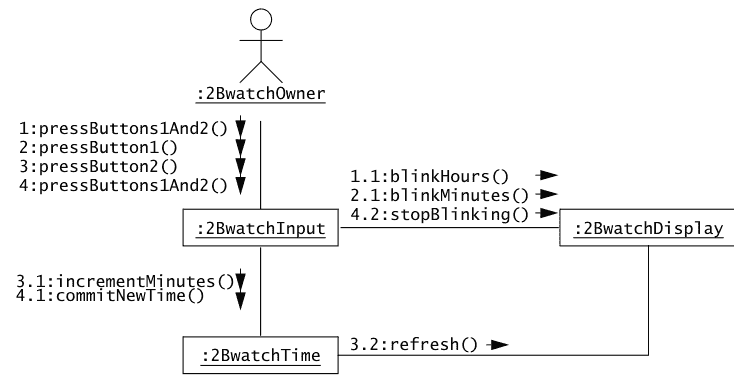 :2BwatchOwner
1:pressButtons1And2()
2:pressButton1()
3:pressButton2()
4:pressButtons1And2()
1.1:blinkHours()
2.1:blinkMinutes()
4.2:stopBlinking()
:2BwatchInput
:2BwatchDisplay
3.1:incrementMinutes()
4.1:commitNewTime()
:2BwatchTime
3.2:refresh()